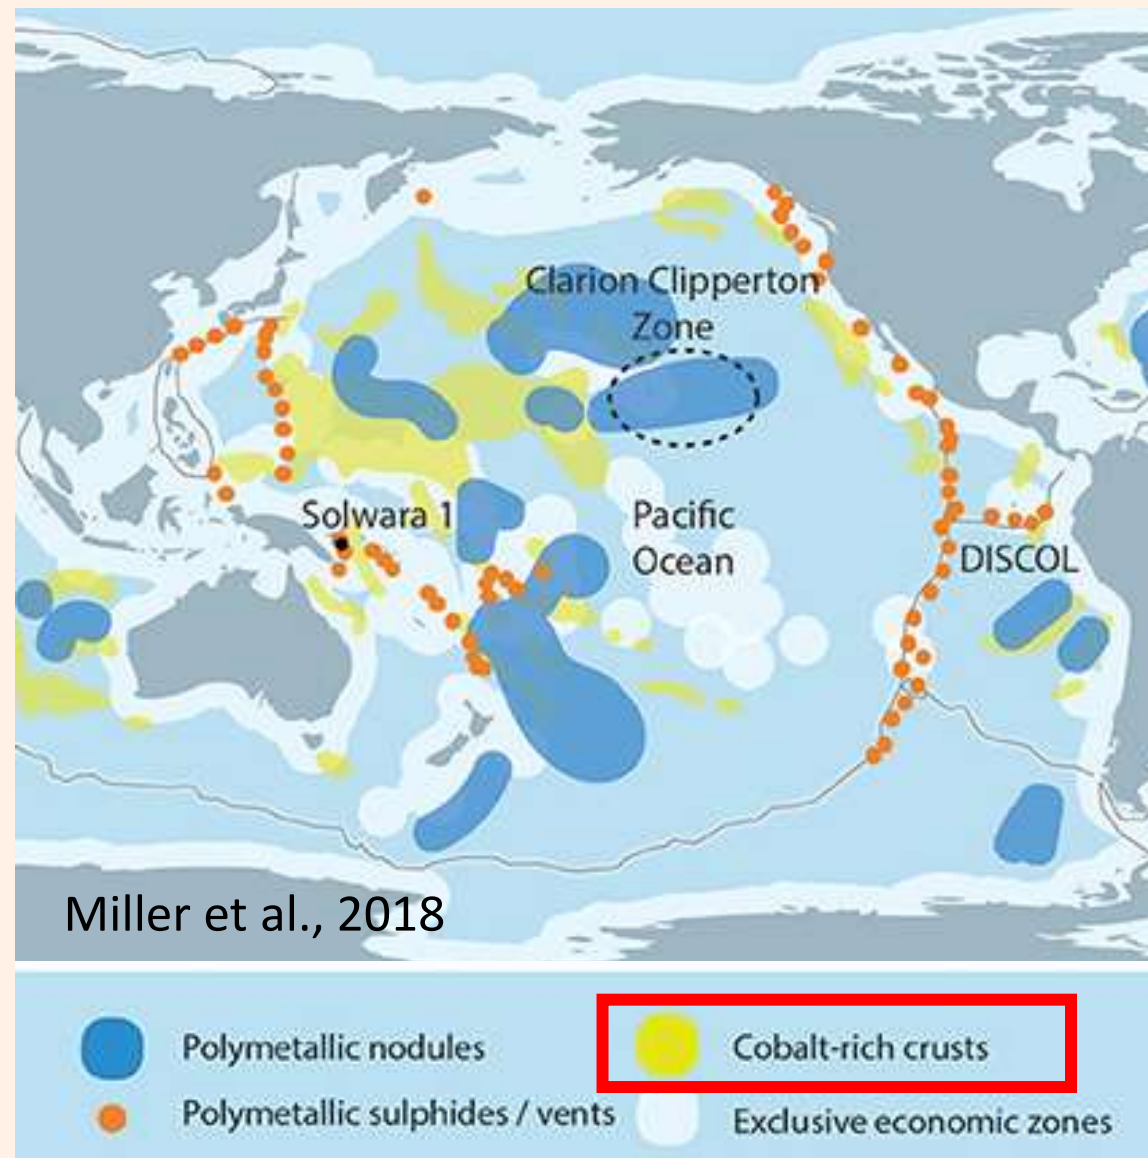 Clarion Clipperton
Zone
Solwara 1
Pacific
Ocean
DISCOL
Miller et al., 2018
Polymetallic nodules
Cobalt-rich crusts
Polymetallic sulphides / vents
Exclusive economic zones